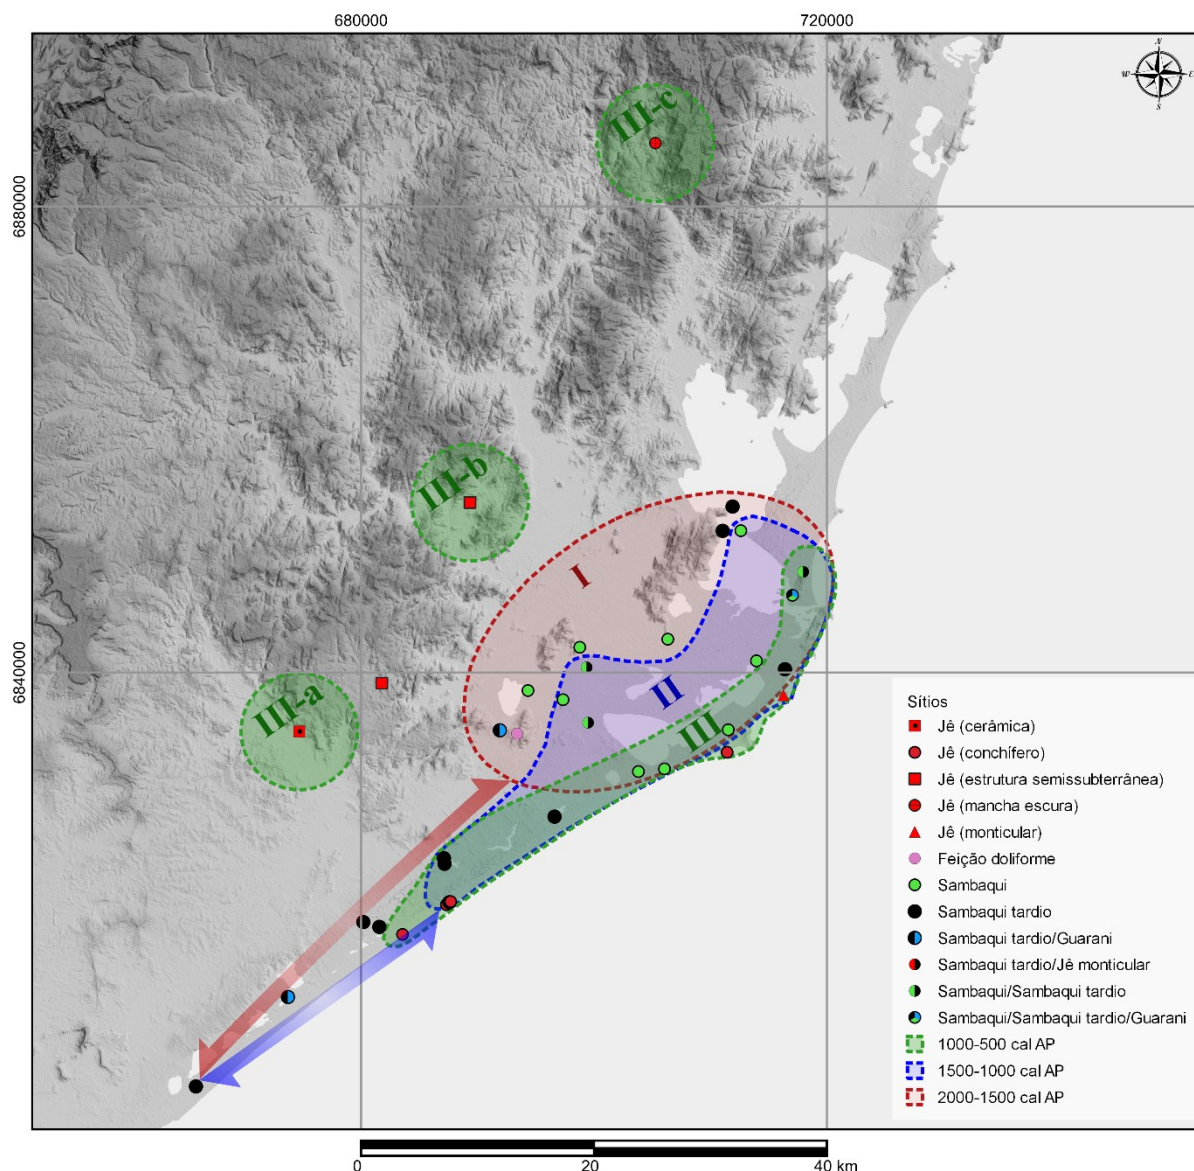 680000
720000
N
W
E
S
III-c
6880000
III-b
I
6840000
III-a
II
III
Sítios
Jê (cerâmica)
Jê (conchífero)
Jê (estrutura semissubterrânea)
Jê (mancha escura)
Jê (monticular)
Feição doliforme
Sambaqui
Sambaqui tardio
Sambaqui tardio/Guarani
Sambaqui tardio/Jê monticular
Sambaqui/Sambaqui tardio
Sambaqui/Sambaqui tardio/Guarani
1000-500 cal AP
1500-1000 cal AP
2000-1500 cal AP
0
20
40 km